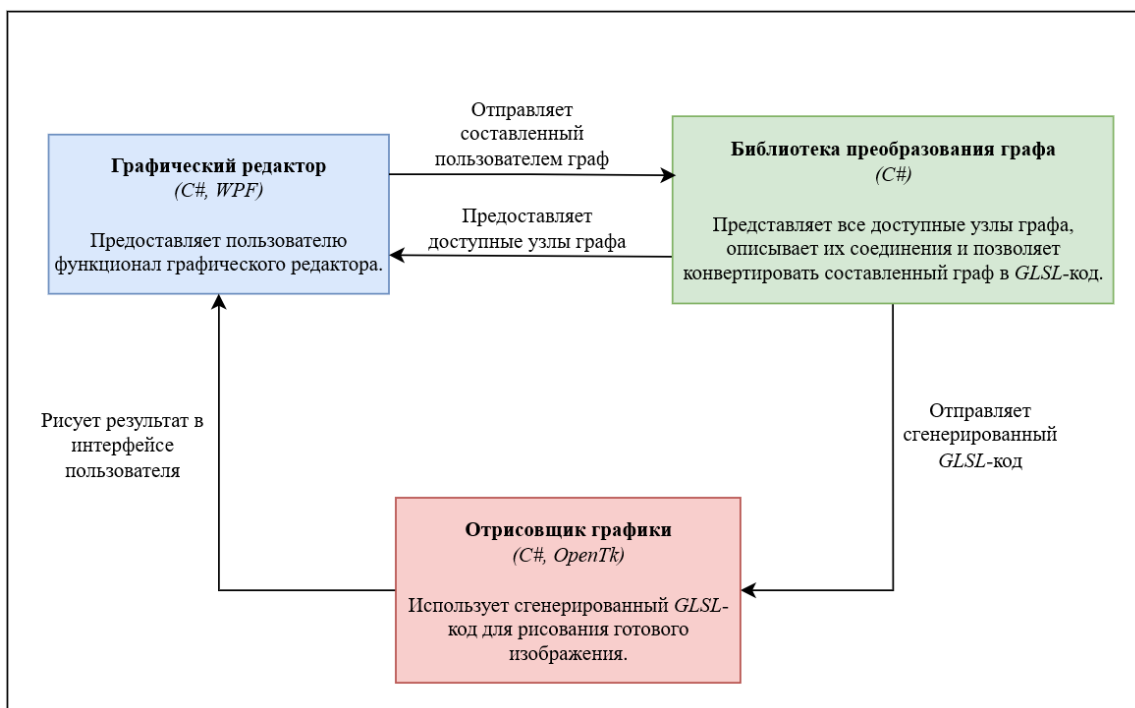 Отправляет
составленный
пользователем граф
Графический редактор
(C#, WPF)
Предоставляет пользователю
функционал графического редактора.
Библиотека преобразования графа
(C#)
Представляет все доступные узлы графа,
описывает их соединения и позволяет
конвертировать составленный граф в GLSL-код.
Предоставляет
доступные узлы графа
Рисует результат в
интерфейсе
пользователя
Отправляет
сгенерированный
GLSL-код
Отрисовщик графики
(C#, OpenTk)
Использует сгенерированный GLSL-
код для рисования готового
изображения.